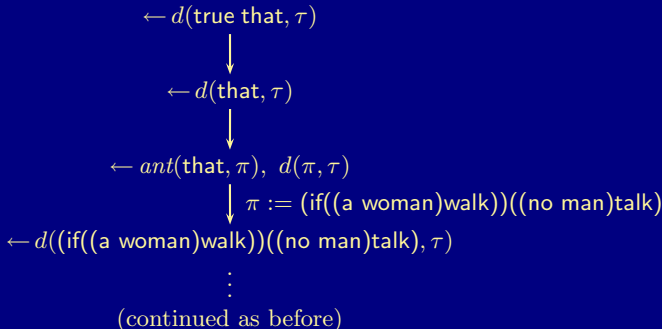 ← d(true that, τ)
← d(that, τ)
← ant(that, π), d(π, τ)
π := (if((a woman)walk))((no man)talk)
← d((if((a woman)walk))((no man)talk), τ)
⋮
(continued as before)